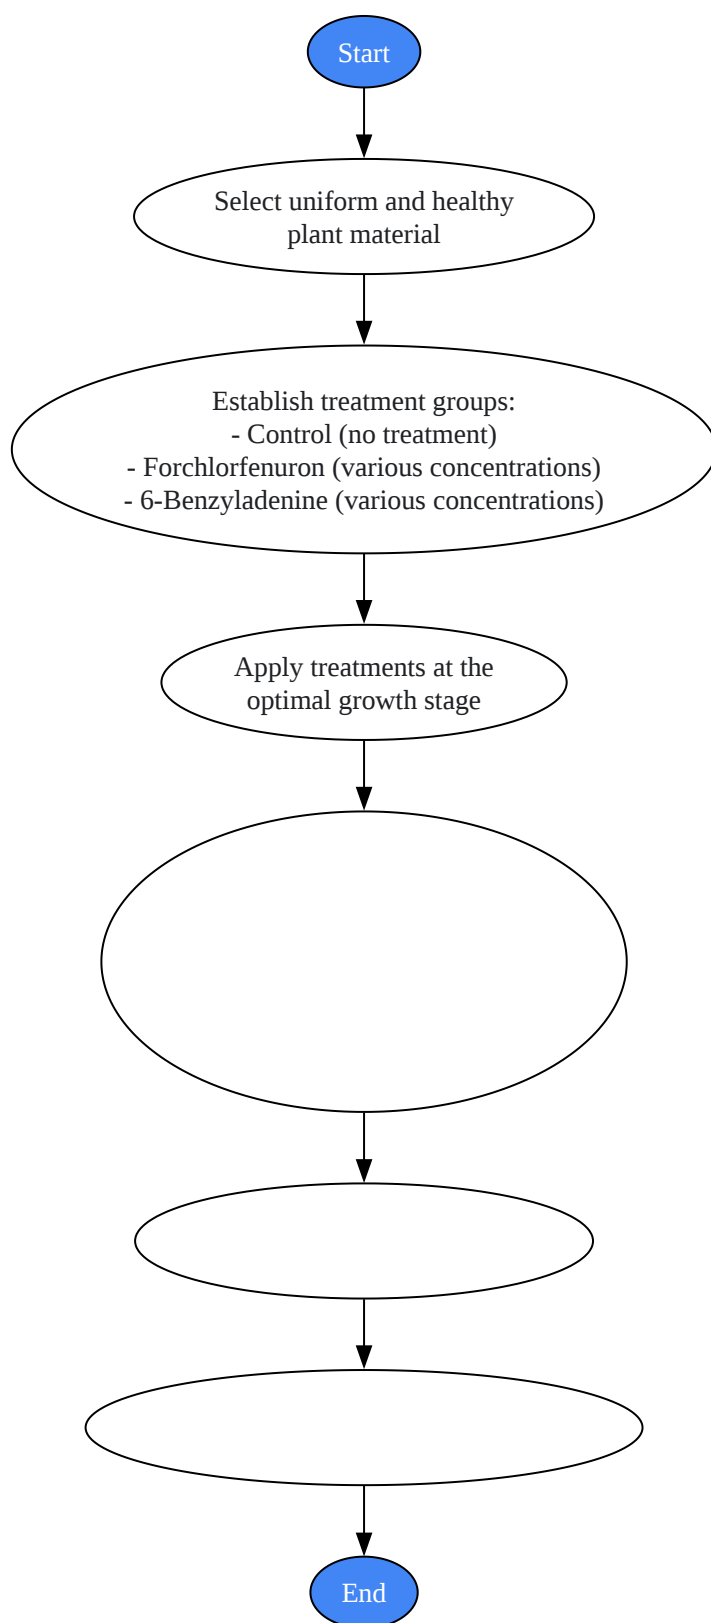 Start
Select uniform and healthy
plant material
Establish treatment groups:
- Control (no treatment)
- Forchlorfenuron (various concentrations)
- 6-Benzyladenine (various concentrations)
Apply treatments at the
optimal growth stage
End